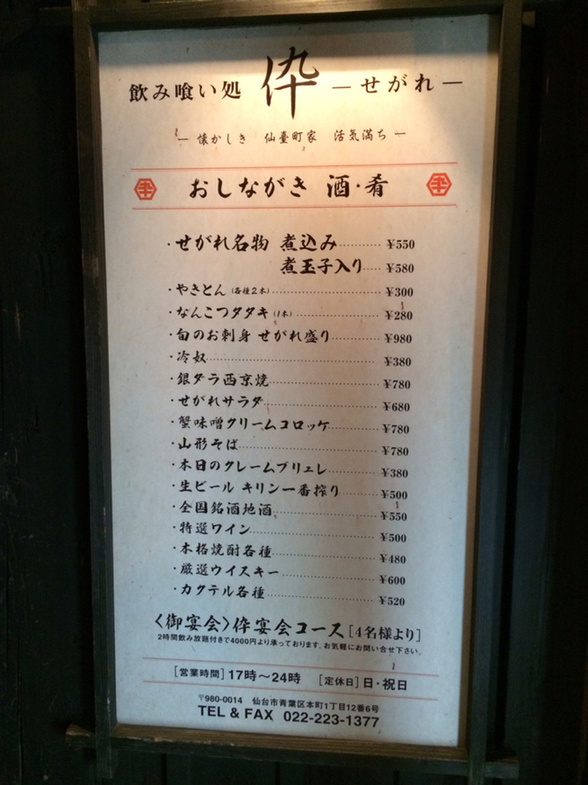 飲み喰い処 伜 ―せがれ―
― 懐かしき 仙臺町家 活気満ち ―
おしながき 酒・肴
・せがれ名物 煮込み………¥550
煮玉子入り……¥580
・やきとん(各種2本)………¥300
・なんこつタタキ(1本)………¥280
・旬のお刺身 せがれ盛り………¥980
・冷奴………¥380
・銀ダラ西京焼………¥780
・せがれサラダ………¥680
・蟹味噌クリームコロッケ………¥780
・山形そば………¥780
・本日のクレームブリュレ………¥380
・生ビール キリン一番搾り………¥500
・全国銘酒地酒………¥550
・特選ワイン………¥500
・本格焼酎各種………¥480
・厳選ウイスキー………¥600
・カクテル各種………¥520
〈御宴会〉伜宴会コース[4名様より]
2時間飲み放題付きで4000円より承っております。お気軽にお問い合せ下さい。
[営業時間]17時〜24時 [定休日]日・祝日
〒980-0014 仙台市青葉区本町1丁目12番6号
TEL & FAX 022-223-1377